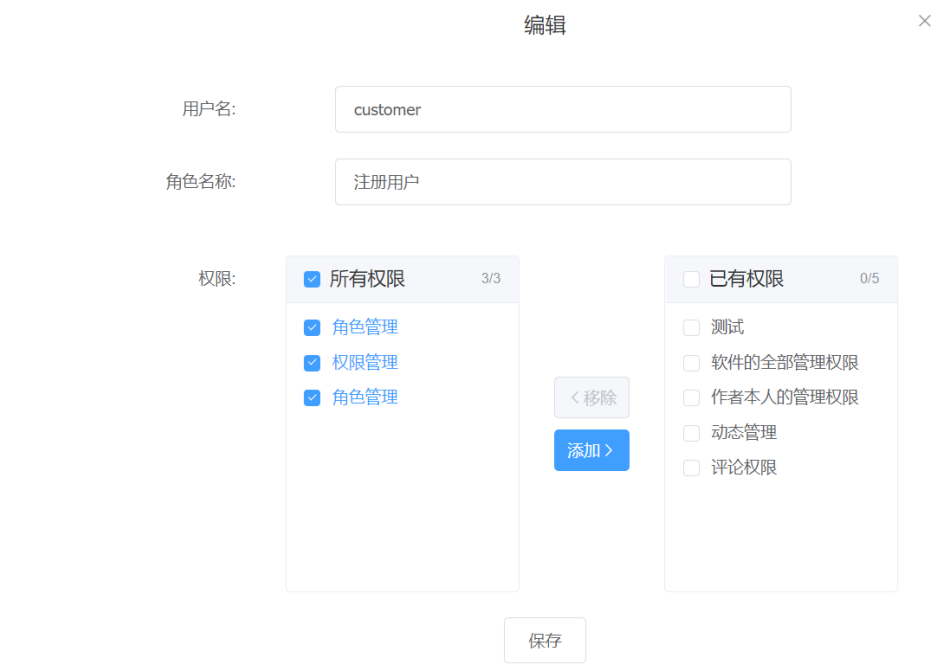 编辑
用户名: customer
角色名称: 注册用户
权限:
所有权限 3/3
角色管理
权限管理
角色管理
移除
添加
已有权限 0/5
测试
软件的全部管理权限
作者本人的管理权限
动态管理
评论权限
保存